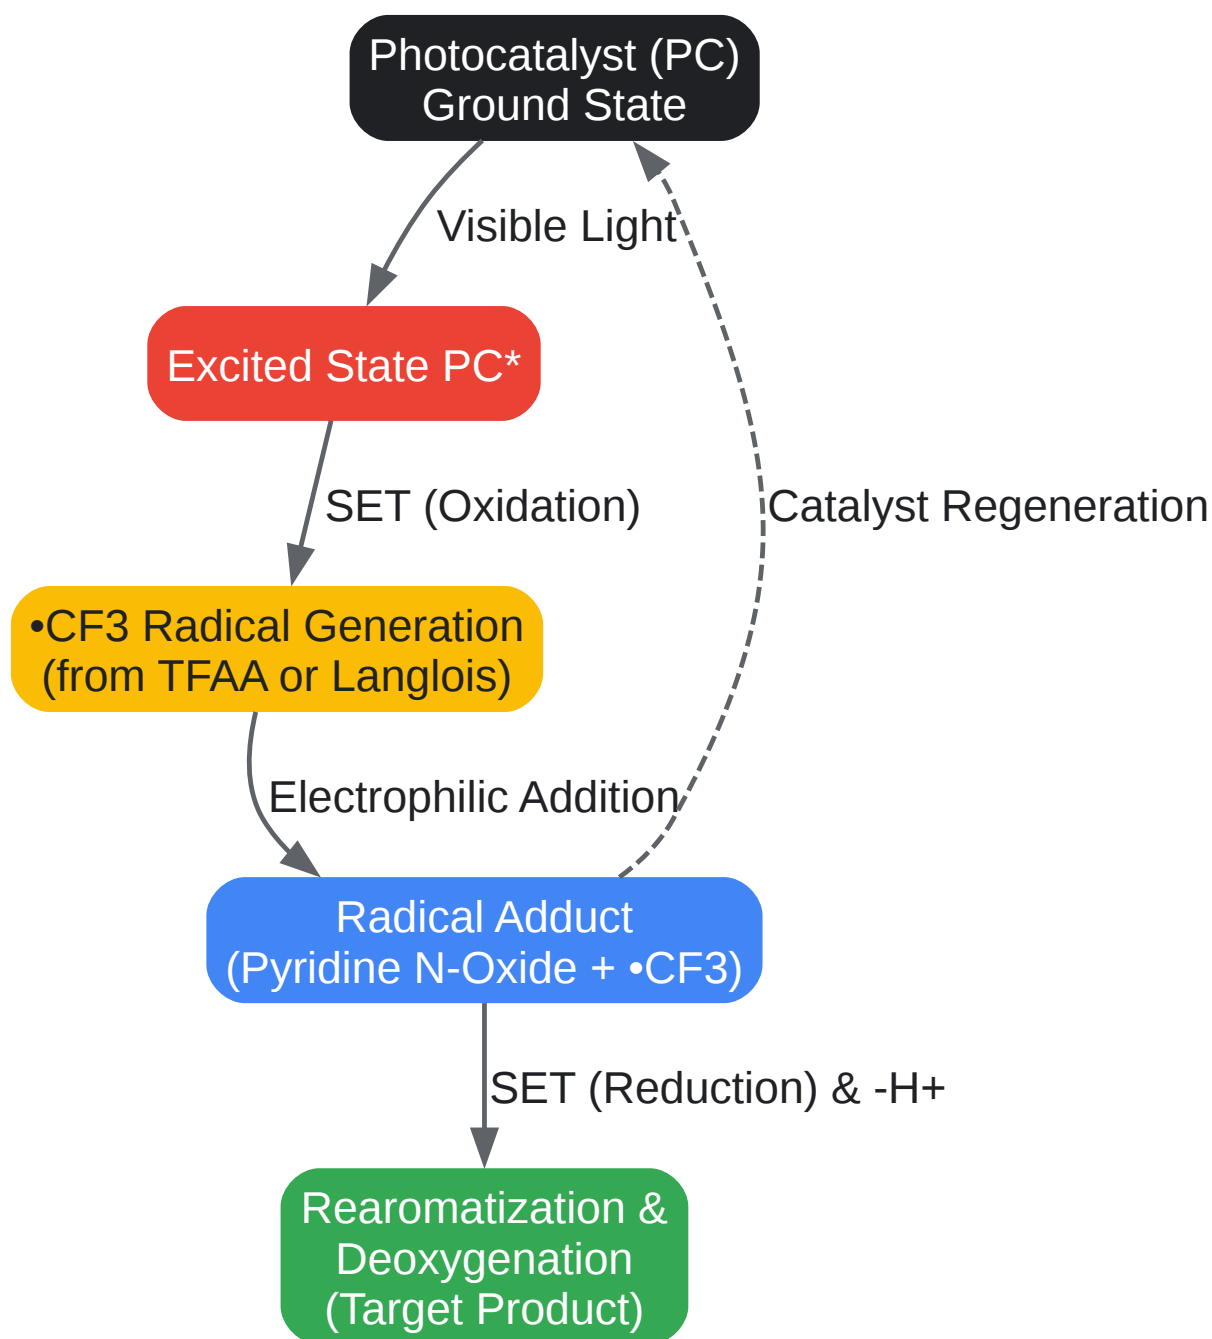 Photocatalyst (PC)
Ground State
Visible Light
Excited State PC*
SET (Oxidation)
Catalyst Regeneration
•CF3 Radical Generation
(from TFAA or Langlois)
Electrophilic Addition
Radical Adduct
(Pyridine N-Oxide + •CF3)
SET (Reduction) & -H+
Rearomatization &
Deoxygenation
(Target Product)